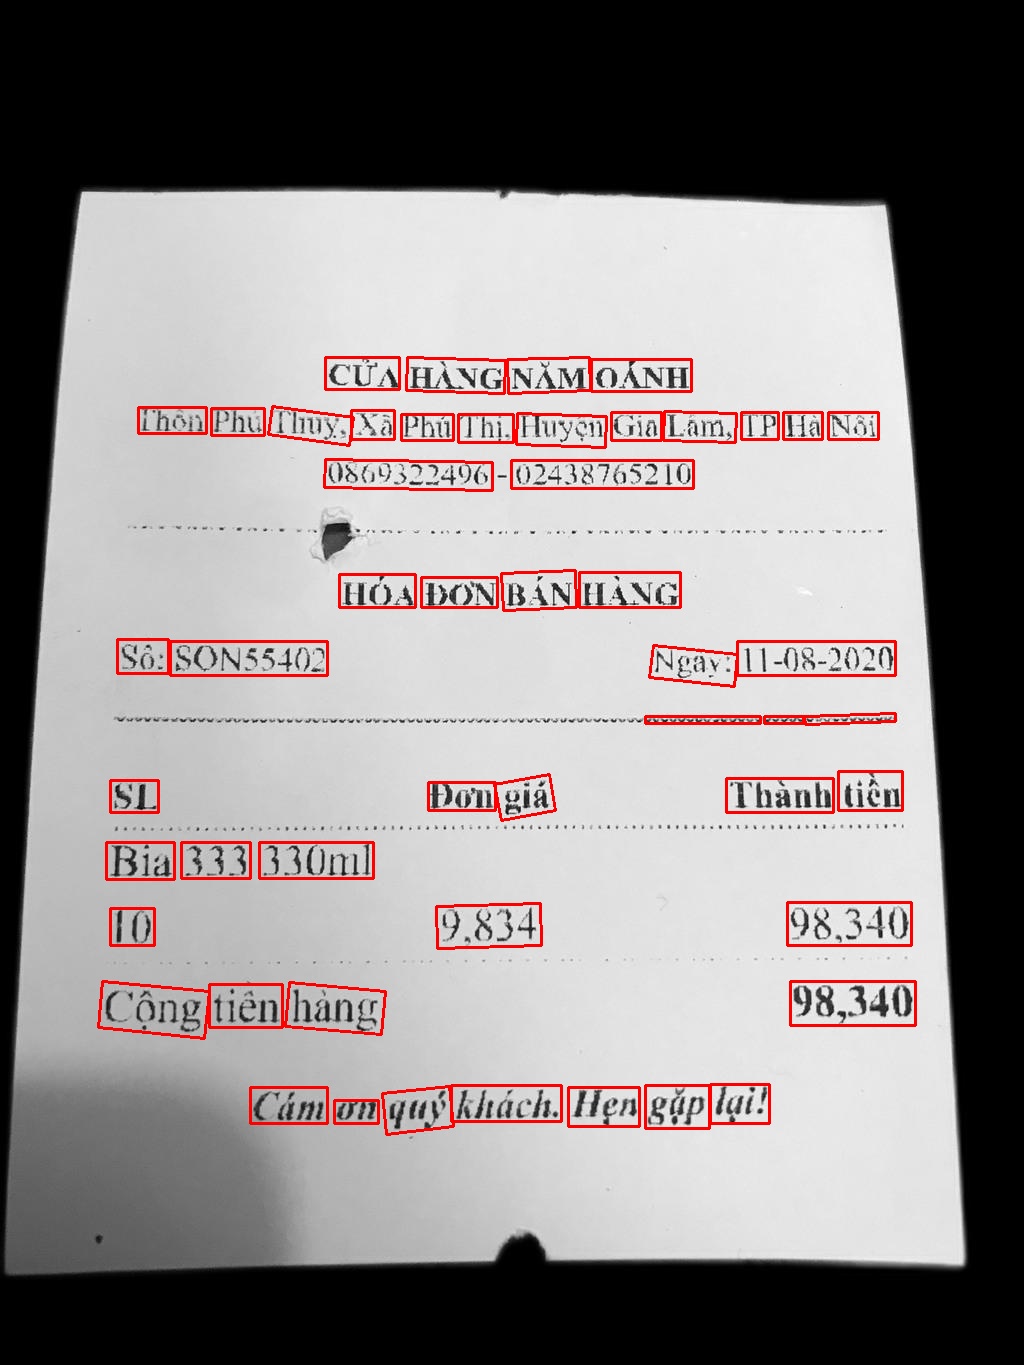 CỬA HÀNG NĂM OÁNH
Thôn Phú Thụy, Xã Phú Thị, Huyện Gia Lâm, TP Hà Nôi
0869322496 - 02438765210
HÓA ĐƠN BÁN HÀNG
Số: SON55402 Ngày: 11-08-2020
SL Đơn giá Thành tiền
Bia 333 330ml
10 9,834 98,340
Cộng tiền hàng 98,340
Cám ơn quý khách. Hẹn gặp lại!